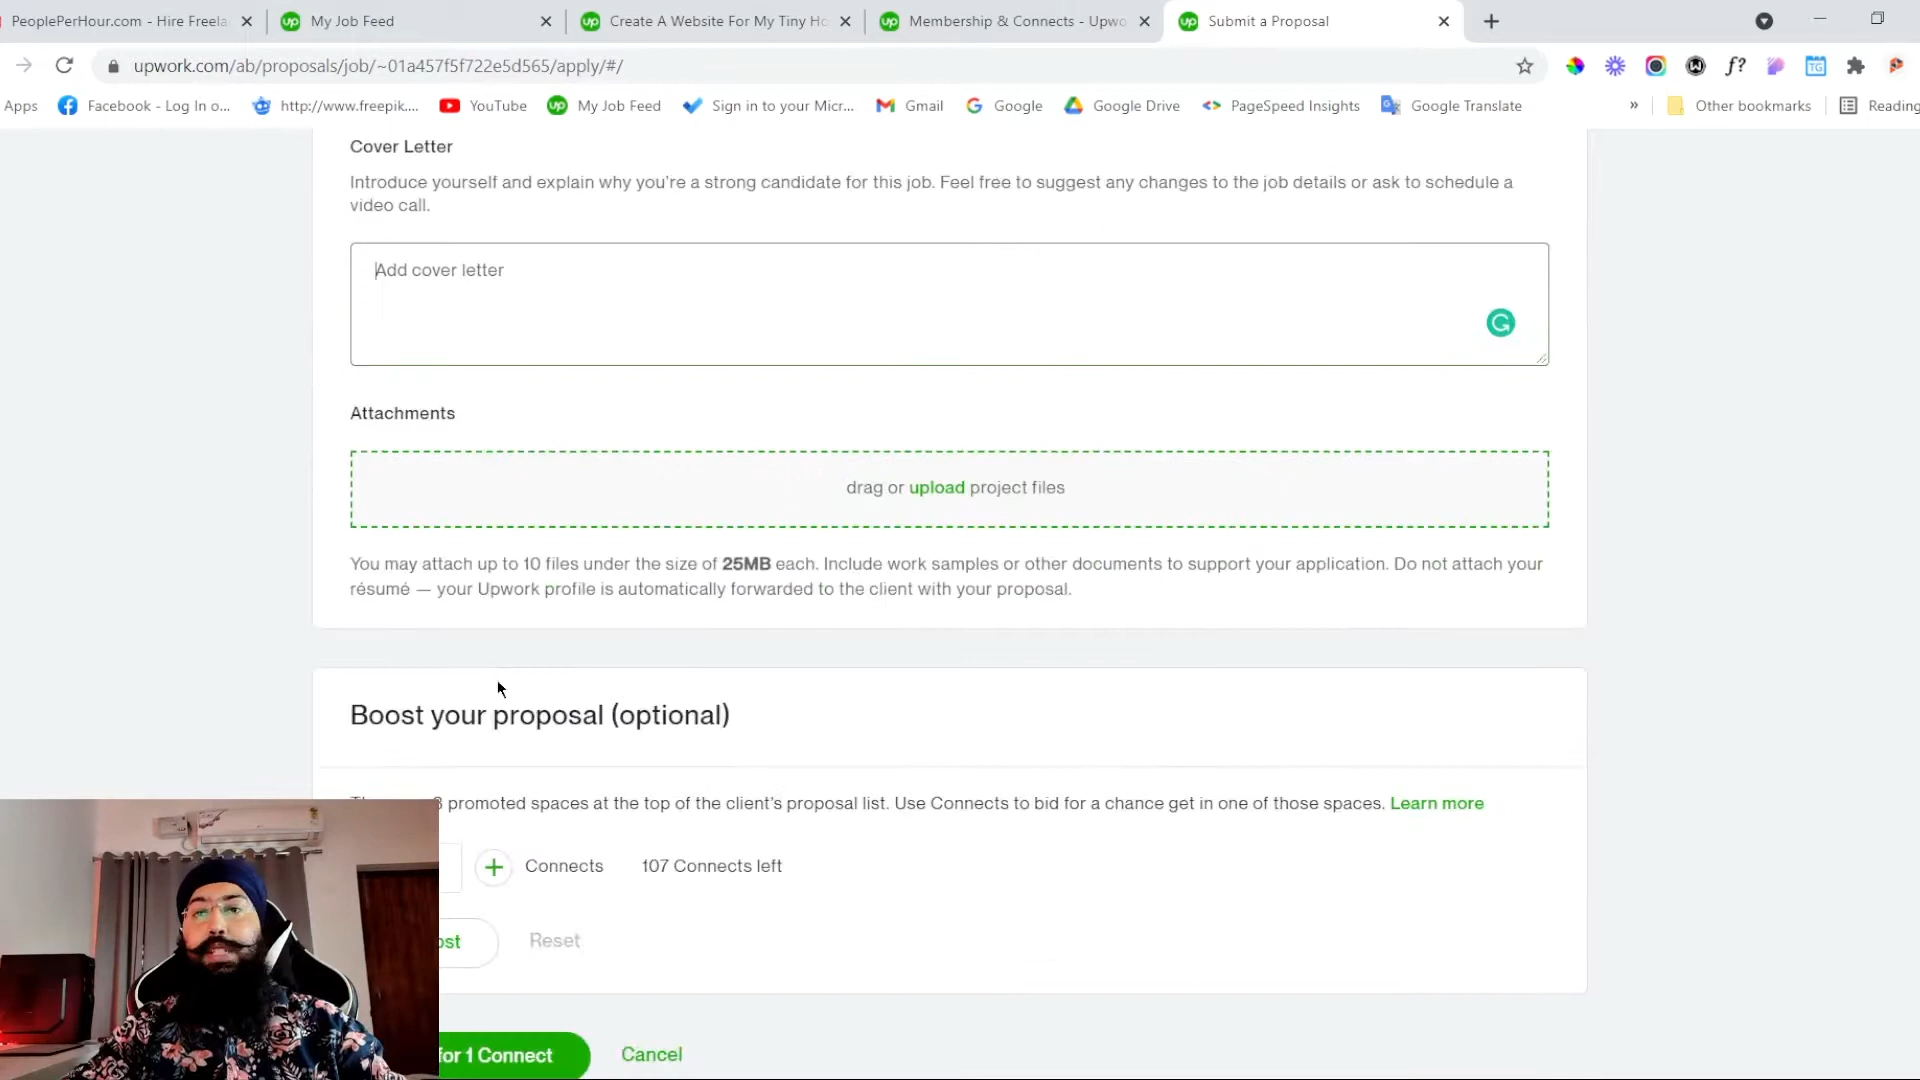 PeoplePerHour.com - Hire Freela
My Job Feed
Create A Website For My Tiny Ho
Membership & Connects - Upwo
Submit a Proposal
upwork.com/ab/proposals/job/~01a457f5f722e5d565/apply/#/
f?
TG
Apps
Facebook - Log In o...
http://www.freepik....
YouTube
My Job Feed
Sign in to your Micr...
Gmail
Google
Google Drive
PageSpeed Insights
Google Translate
»
Other bookmarks
Reading
Cover Letter
Introduce yourself and explain why you're a strong candidate for this job. Feel free to suggest any changes to the job details or ask to schedule a
video call.
Add cover letter
Attachments
drag or upload project files
You may attach up to 10 files under the size of 25MB each. Include work samples or other documents to support your application. Do not attach your
résumé — your Upwork profile is automatically forwarded to the client with your proposal.
Boost your proposal (optional)
3 promoted spaces at the top of the client's proposal list. Use Connects to bid for a chance get in one of those spaces. Learn more
Connects
107 Connects left
ost
Reset
for 1 Connect
Cancel